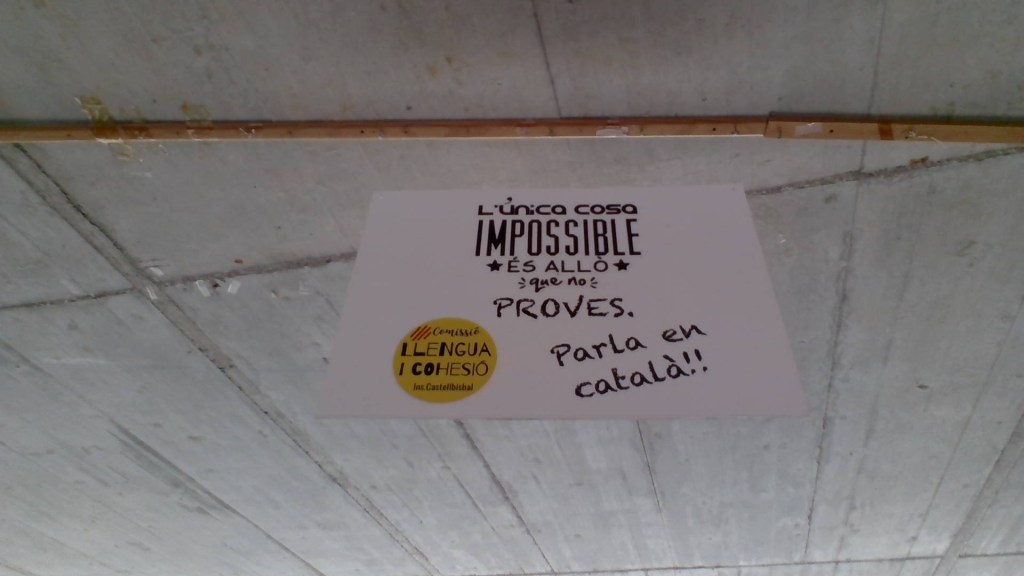 L'única cosa
IMPOSSIBLE
ÉS ALLÒ
que no
PROVES.
Parla en
català!!
Comissió
LLENGUA
I COHESIÓ
Ins.Castellbisbal